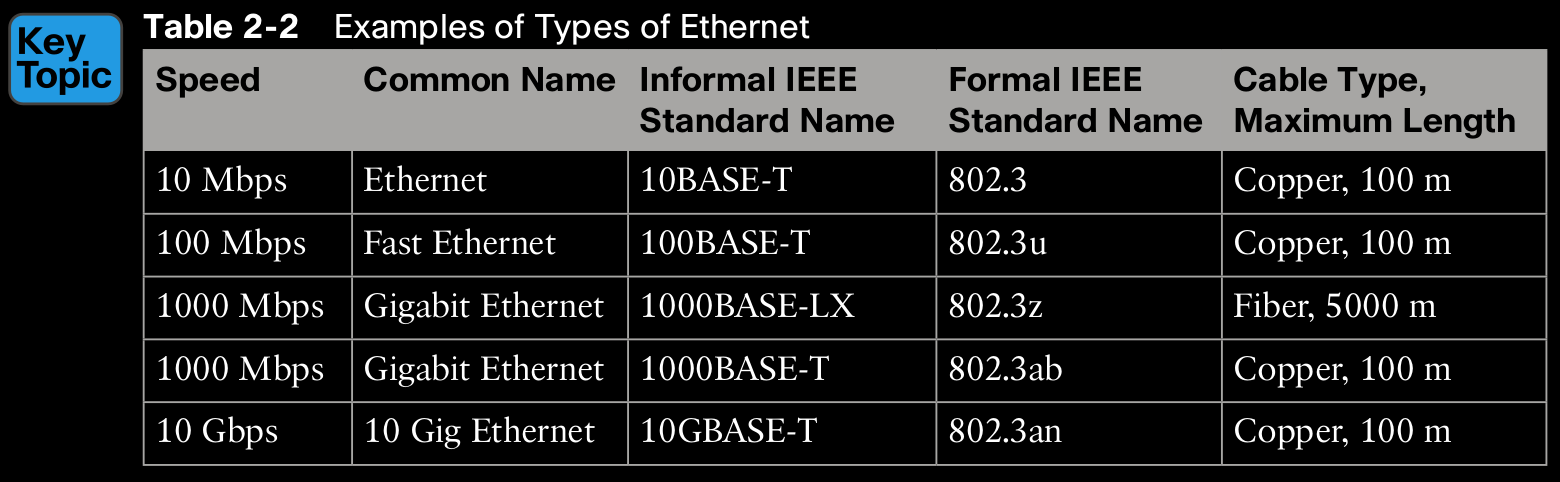 Key
Topic
Table 2-2 Examples of Types of Ethernet
Speed Common Name Informal IEEE Standard Name Formal IEEE Standard Name Cable Type, Maximum Length
10 Mbps Ethernet 10BASE-T 802.3 Copper, 100 m
100 Mbps Fast Ethernet 100BASE-T 802.3u Copper, 100 m
1000 Mbps Gigabit Ethernet 1000BASE-LX 802.3z Fiber, 5000 m
1000 Mbps Gigabit Ethernet 1000BASE-T 802.3ab Copper, 100 m
10 Gbps 10 Gig Ethernet 10GBASE-T 802.3an Copper, 100 m